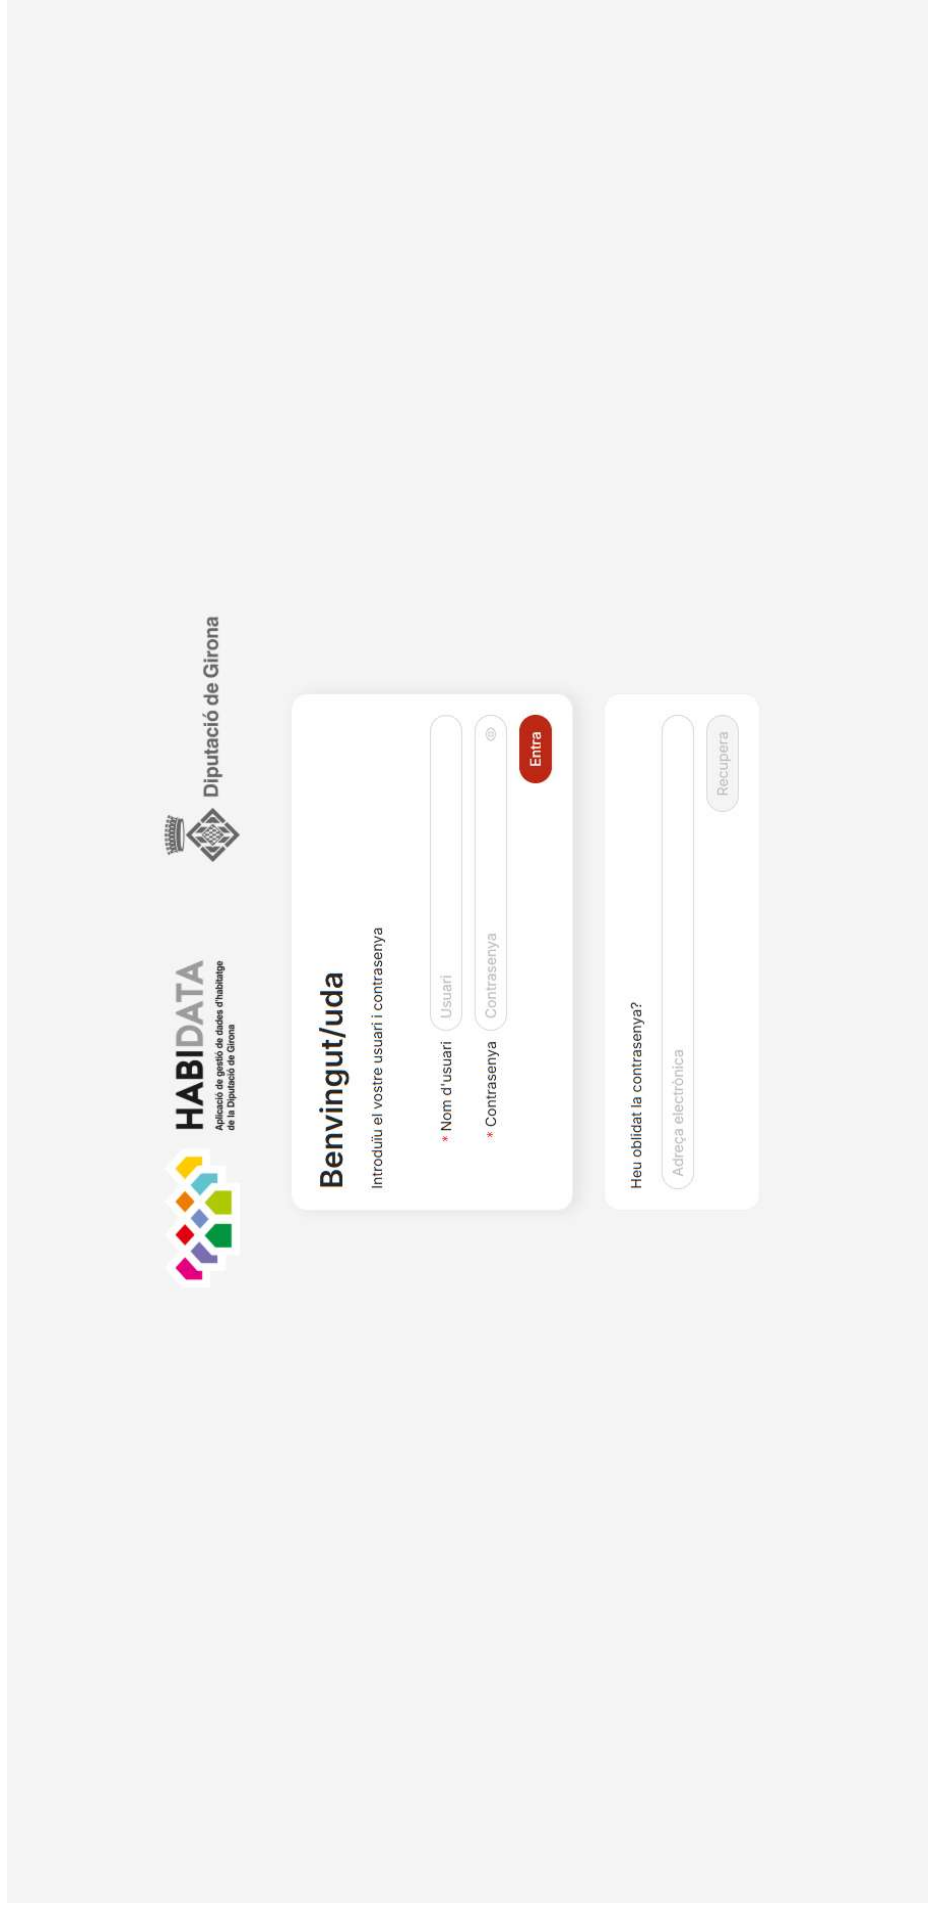 HABIDATA
Aplicació de gestió de dades d'habitatge
de la Diputació de Girona
Diputació de Girona
Benvingut/uda
Introduïu el vostre usuari i contrasenya
* Nom d'usuari
Usuari
* Contrasenya
Contrasenya
Entra
Heu oblidat la contrasenya?
Adreça electrònica
Recupera